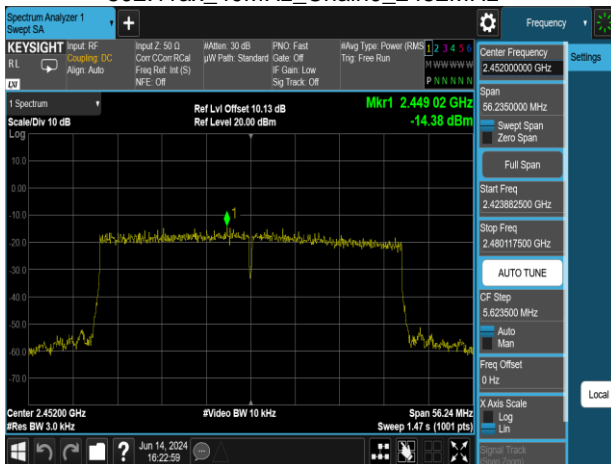 Spectrum Analyzer 1
Swept SA
Frequency
KEYSIGHT
RL
LXI
Input: RF
Coupling: DC
Align: Auto
Input Z: 50 Ω
Corr CCorr RCal
Freq Ref: Int (S)
NFE: Off
#Atten: 30 dB
µW Path: Standard
PNO: Fast
Gate: Off
IF Gain: Low
Sig Track: Off
#Avg Type: Power (RMS
Trig: Free Run
1 2 3 4 5 6
M W W W W W
P N N N N N
Center Frequency
2.452000000 GHz
Settings
Span
56.2350000 MHz
Swept Span
Zero Span
Full Span
Start Freq
2.423882500 GHz
Stop Freq
2.480117500 GHz
AUTO TUNE
CF Step
5.623500 MHz
Auto
Man
Freq Offset
0 Hz
X Axis Scale
Log
Lin
Signal Track
(Span Zoom)
Local
1 Spectrum
Scale/Div 10 dB
Log
Ref Lvl Offset 10.13 dB
Ref Level 20.00 dBm
Mkr1 2.449 02 GHz
-14.38 dBm
10.0
0.00
-10.0
-20.0
-30.0
-40.0
-50.0
-60.0
-70.0
1
Center 2.45200 GHz
#Res BW 3.0 kHz
#Video BW 10 kHz
Span 56.24 MHz
Sweep 1.47 s (1001 pts)
?
Jun 14, 2024
16:22:59